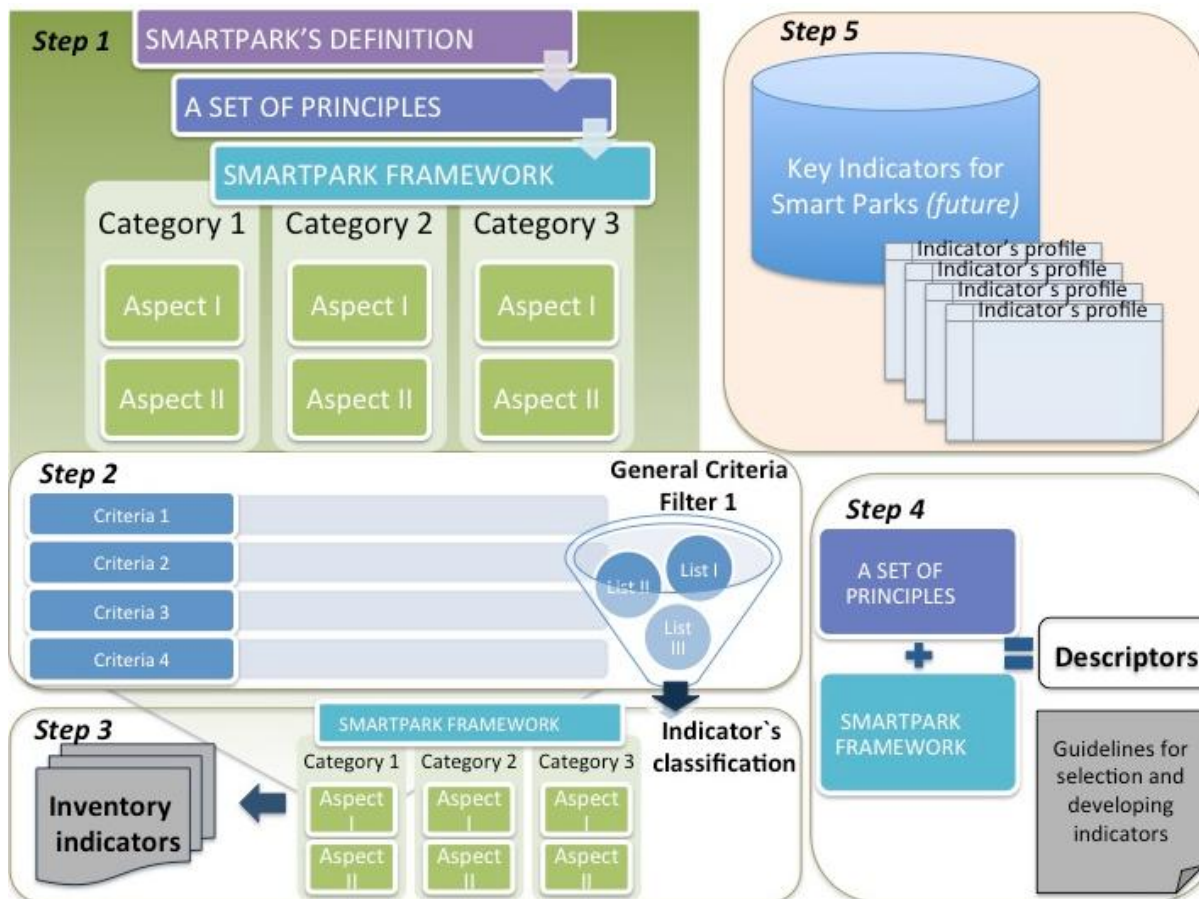 Step 1
SMARTPARK'S DEFINITION
A SET OF PRINCIPLES
SMARTPARK FRAMEWORK
Category 1
Category 2
Category 3
Aspect I
Aspect I
Aspect I
Aspect II
Aspect II
Aspect II
Step 2
Criteria 1
Criteria 2
Criteria 3
Criteria 4
General Criteria
Filter 1
List I
List II
List
III
Step 3
SMARTPARK FRAMEWORK
Indicator`s
classification
Category 1
Category 2
Category 3
Aspect
I
Aspect
I
Aspect
I
Aspect
II
Aspect
II
Aspect
II
Inventory
indicators
Step 4
A SET OF
PRINCIPLES
SMARTPARK
FRAMEWORK
Descriptors
Guidelines for
selection and
developing
indicators
Step 5
Key Indicators for
Smart Parks (future)
Indicator's profile
Indicator`s profile
Indicator`s profile
Indicator`s profile